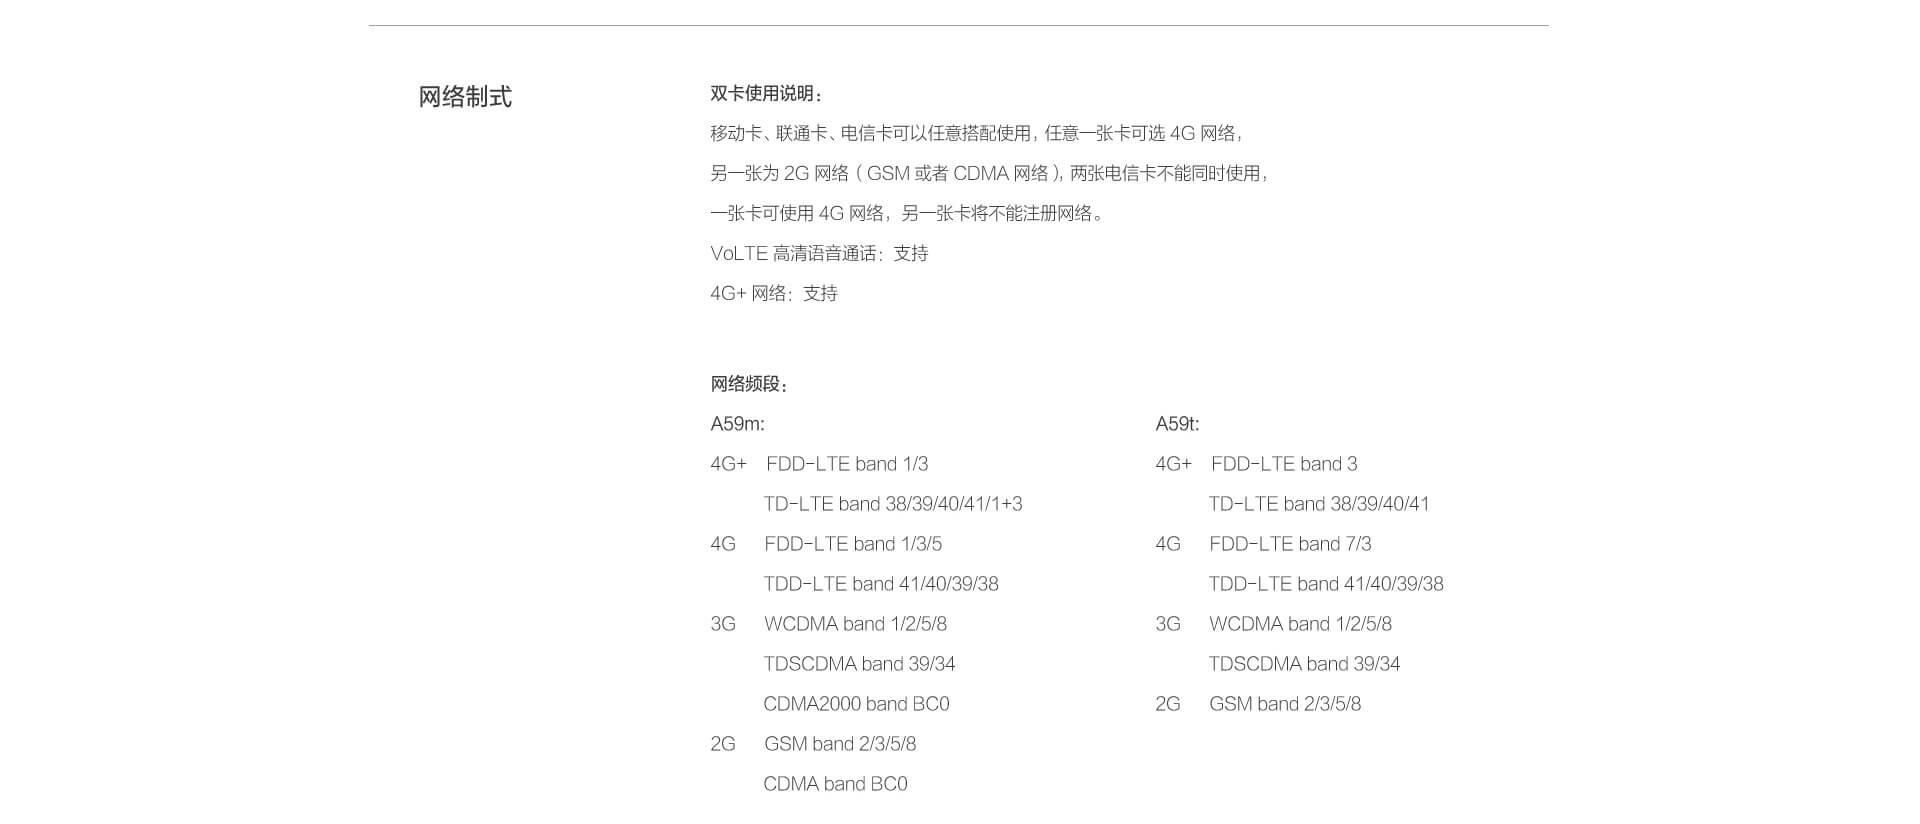 网络制式
双卡使用说明：
移动卡、联通卡、电信卡可以任意搭配使用，任意一张卡可选 4G 网络，
另一张为 2G 网络（GSM 或者 CDMA 网络），两张电信卡不能同时使用，
一张卡可使用 4G 网络，另一张卡将不能注册网络。
VoLTE 高清语音通话：支持
4G+ 网络：支持
网络频段：
A59m:
4G+ FDD-LTE band 1/3
TD-LTE band 38/39/40/41/1+3
4G FDD-LTE band 1/3/5
TDD-LTE band 41/40/39/38
3G WCDMA band 1/2/5/8
TDSCDMA band 39/34
CDMA2000 band BC0
2G GSM band 2/3/5/8
CDMA band BC0
A59t:
4G+ FDD-LTE band 3
TD-LTE band 38/39/40/41
4G FDD-LTE band 7/3
TDD-LTE band 41/40/39/38
3G WCDMA band 1/2/5/8
TDSCDMA band 39/34
2G GSM band 2/3/5/8